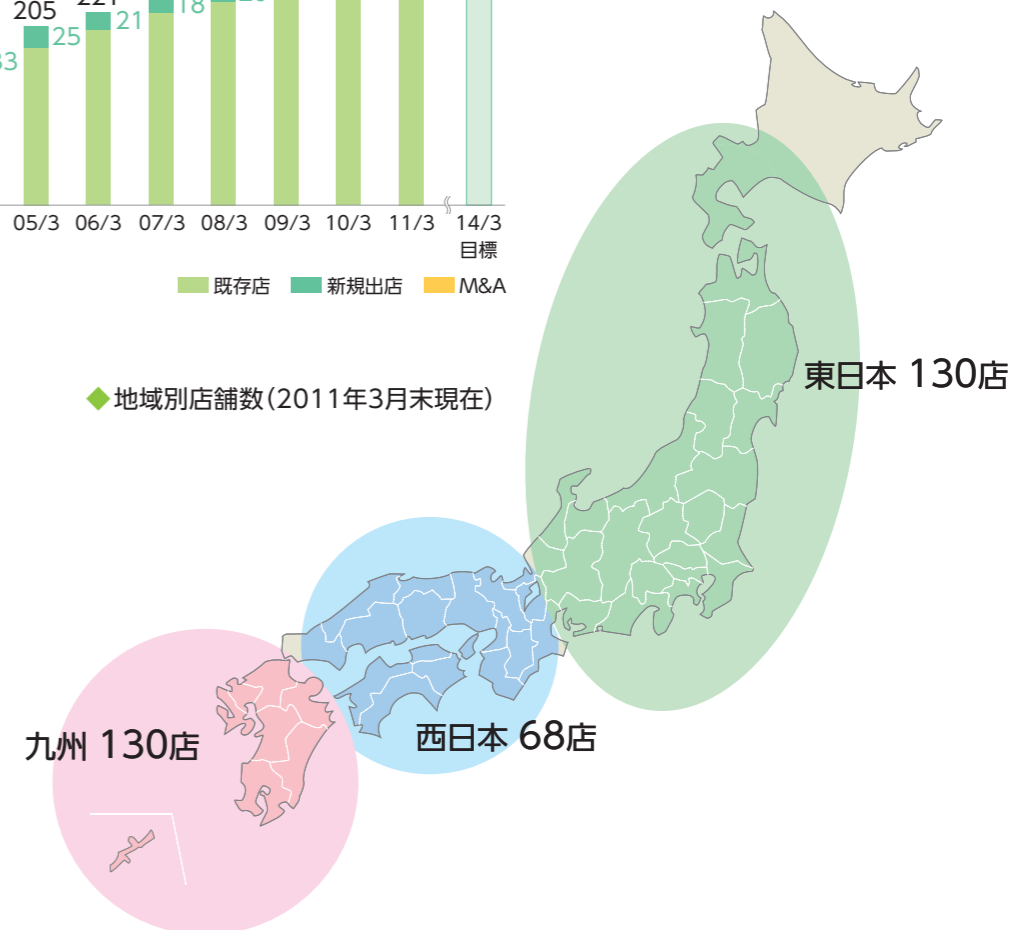 205
25
21
18
05/3 06/3 07/3 08/3 09/3 10/3 11/3 14/3
目標
既存店 新規出店 M&A
◆地域別店舗数（2011年3月末現在）
東日本 130店
西日本 68店
九州 130店